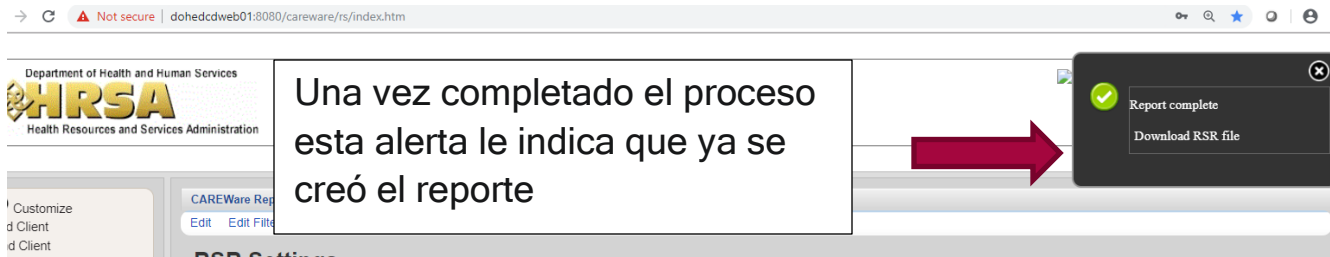 Not secure | dohedcdweb01:8080/careware/rs/index.htm
Department of Health and Human Services
HRSA
Health Resources and Services Administration
Una vez completado el proceso
esta alerta le indica que ya se
creó el reporte
Report complete
Download RSR file
Customize
d Client
d Client
CAREWare Rep
Edit Edit Filte
RSR Settings